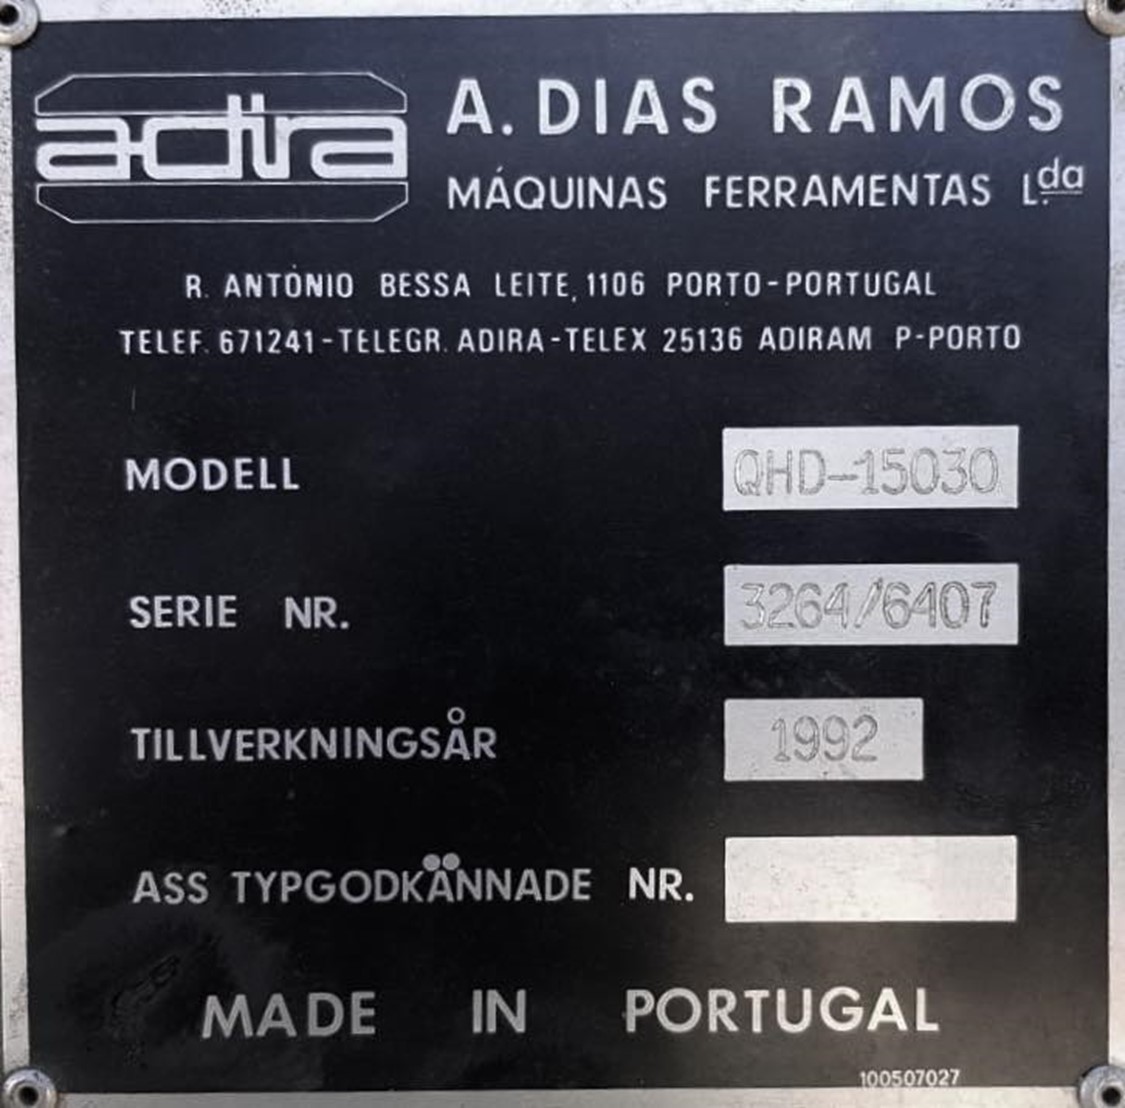 adira
A. DIAS RAMOS
MÁQUINAS FERRAMENTAS L.da
R. ANTÓNIO BESSA LEITE, 1106 PORTO-PORTUGAL
TELEF. 671241-TELEGR. ADIRA-TELEX 25136 ADIRAM P-PORTO
MODELL QHD-15030
SERIE NR. 3264/6407
TILLVERKNINGSÅR 1992
ASS TYPGODKÄNNADE NR.
MADE IN PORTUGAL
100507027